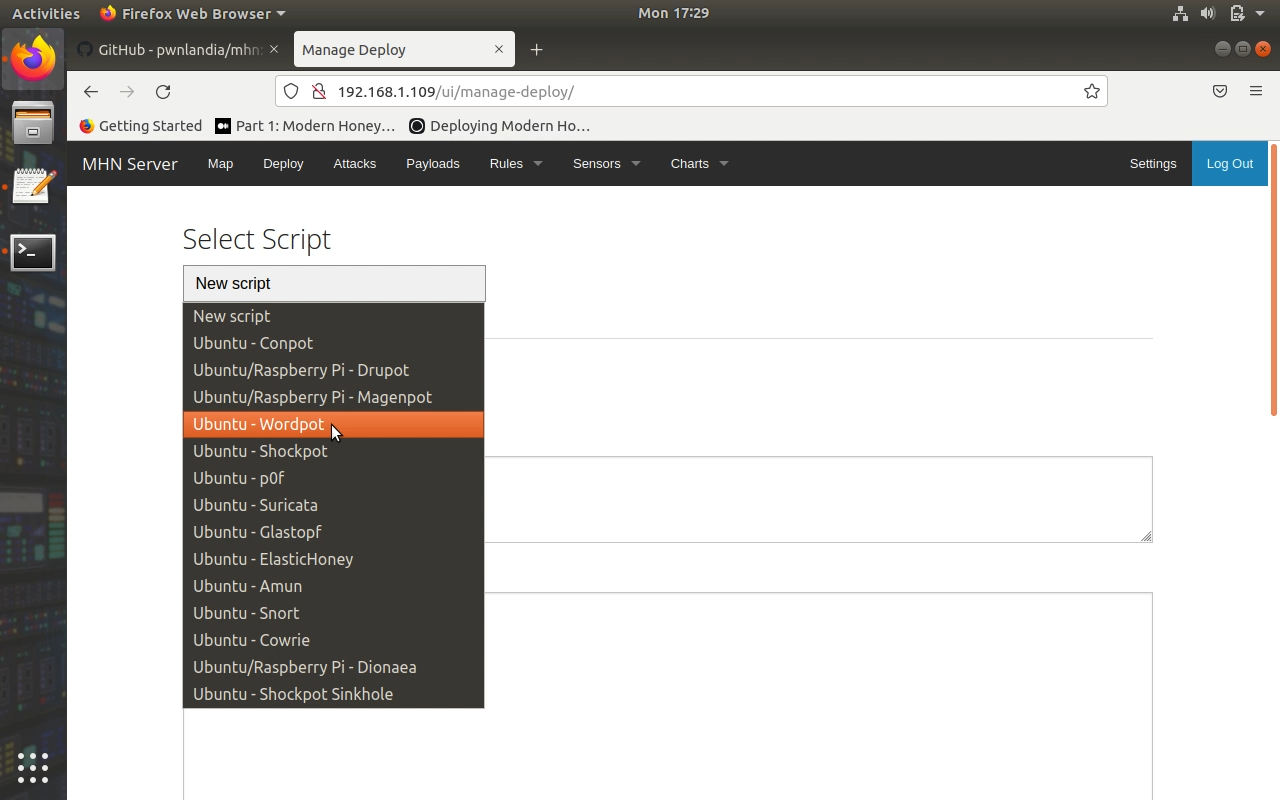 Activities Firefox Web Browser Mon 17:29
GitHub - pwnlandia/mhn: Manage Deploy
192.168.1.109/ui/manage-deploy/
Getting Started Part 1: Modern Honey… Deploying Modern Ho…
MHN Server Map Deploy Attacks Payloads Rules Sensors Charts Settings Log Out
Select Script
New script
New script
Ubuntu - Conpot
Ubuntu/Raspberry Pi - Drupot
Ubuntu/Raspberry Pi - Magenpot
Ubuntu - Wordpot
Ubuntu - Shockpot
Ubuntu - p0f
Ubuntu - Suricata
Ubuntu - Glastopf
Ubuntu - ElasticHoney
Ubuntu - Amun
Ubuntu - Snort
Ubuntu - Cowrie
Ubuntu/Raspberry Pi - Dionaea
Ubuntu - Shockpot Sinkhole